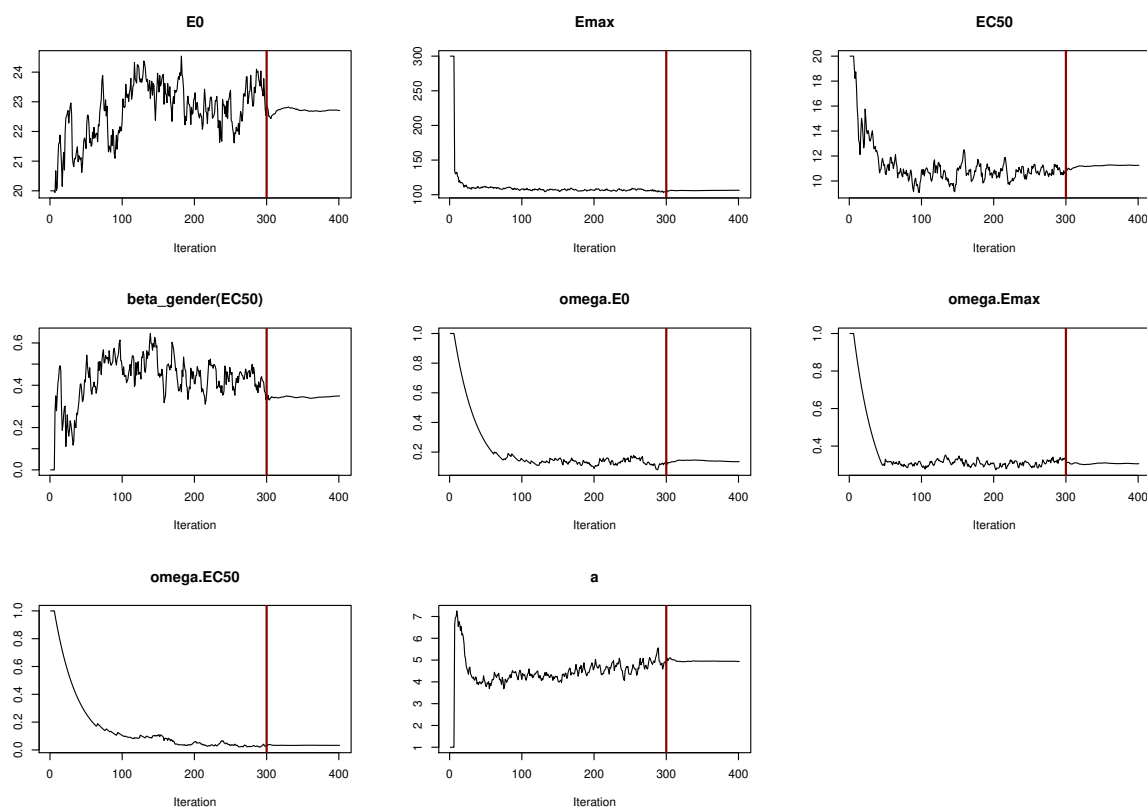 E0
20 21 22 23 24
0 100 200 300 400
Iteration
Emax
100 150 200 250 300
0 100 200 300 400
Iteration
EC50
10 12 14 16 18 20
0 100 200 300 400
Iteration
beta_gender(EC50)
0.0 0.2 0.4 0.6
0 100 200 300 400
Iteration
omega.E0
0.2 0.4 0.6 0.8 1.0
0 100 200 300 400
Iteration
omega.Emax
0.4 0.6 0.8 1.0
0 100 200 300 400
Iteration
omega.EC50
0.0 0.2 0.4 0.6 0.8 1.0
0 100 200 300 400
Iteration
a
1 2 3 4 5 6 7
0 100 200 300 400
Iteration